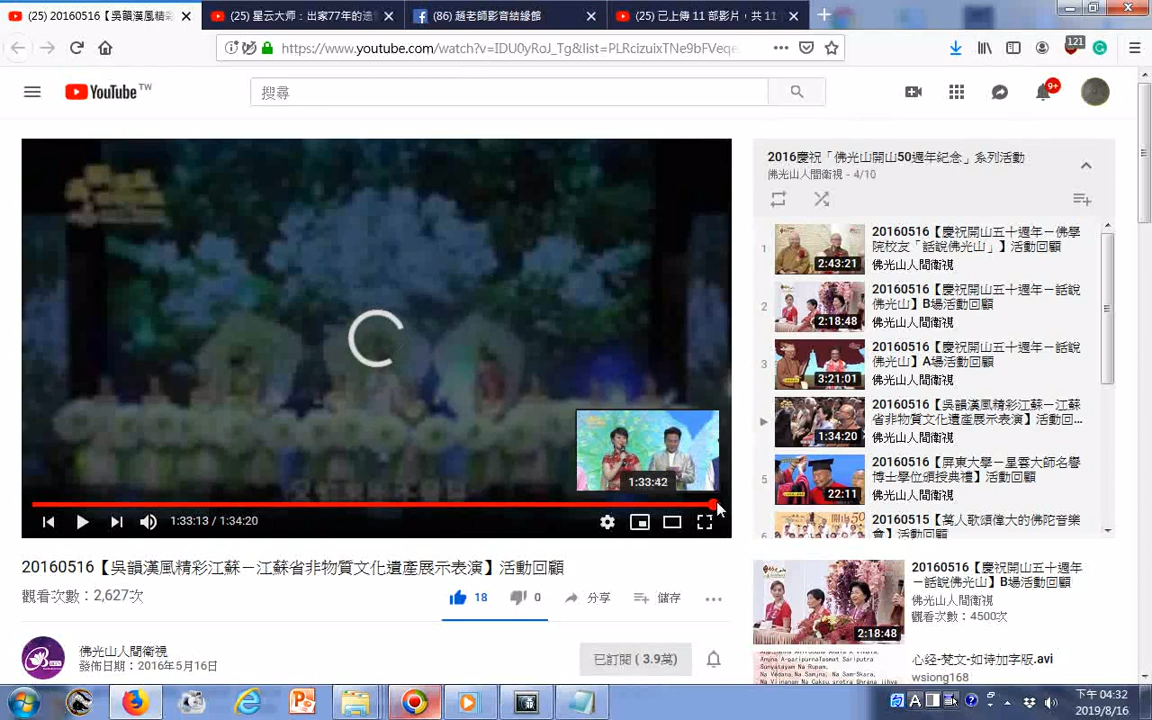 (25) 20160516【吳韻漢風精彩
(25) 星云大师：出家77年的
(86) 趙老師影音結緣館
(25) 已上傳 11 部影片，共 11
https://www.youtube.com/watch?v=IDU0yRoJ_Tg&list=PLRcizuixTNe9bFVeqe
121
YouTube TW
搜尋
9+
1:33:42
1:33:13 / 1:34:20
20160516【吳韻漢風精彩江蘇－江蘇省非物質文化遺產展示表演】活動回顧
觀看次數：2,627次
18
0
分享
儲存
佛光山人間衛視
發佈日期：2016年5月16日
已訂閱 ( 3.9萬)
2016慶祝「佛光山開山50週年紀念」系列活動
佛光山人間衛視 - 4/10
1
2:43:21
20160516【慶祝開山五十週年－佛學
院校友「話說佛光山」】活動回顧
佛光山人間衛視
2
2:18:48
20160516【慶祝開山五十週年－話說
佛光山】B場活動回顧
佛光山人間衛視
3
3:21:01
20160516【慶祝開山五十週年－話說
佛光山】A場活動回顧
佛光山人間衛視
1:34:20
20160516【吳韻漢風精彩江蘇－江蘇
省非物質文化遺產展示表演】活動回...
佛光山人間衛視
5
22:11
20160516【屏東大學－星雲大師名譽
博士學位頒授典禮】活動回顧
佛光山人間衛視
20160515【萬人歌頌偉大的佛陀音樂
會】活動回顧
2:18:48
20160516【慶祝開山五十週年
－話說佛光山】B場活動回顧
佛光山人間衛視
觀看次數：4500次
心经-梵文-如诗加字版.avi
wsiong168
下午 04:32
2019/8/16